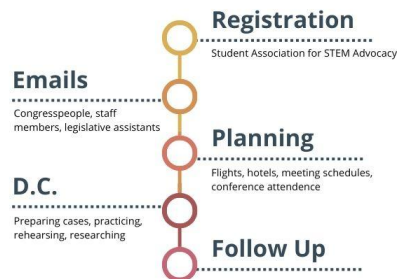 Registration
Student Association for STEM Advocacy
Emails
Congresspeople, staff
members, legislative assistants
Planning
Flights, hotels, meeting schedules,
conference attendence
D.C.
Preparing cases, practicing,
rehearsing, researching
Follow Up